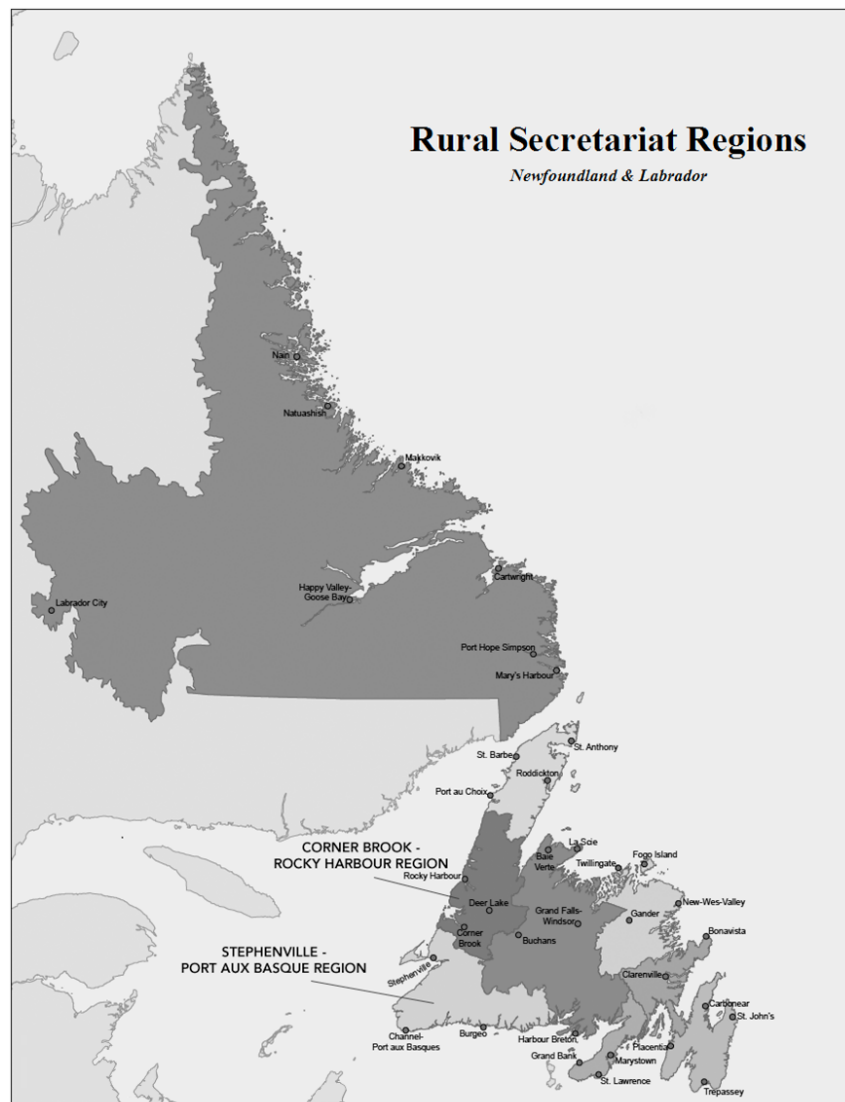 Rural Secretariat Regions
Newfoundland & Labrador
Nain
Natuashish
Makkovik
Cartwright
Happy Valley-
Goose Bay
Labrador City
Port Hope Simpson
Mary's Harbour
St. Anthony
St. Barbe
Roddickton
Port au Choix
CORNER BROOK -
ROCKY HARBOUR REGION
La Scie
Baie
Verte
Fogo Island
Twillingate
Rocky Harbour
Deer Lake
New-Wes-Valley
Grand Falls-
Windsor
Gander
Corner
Brook
Buchans
Bonavista
STEPHENVILLE -
PORT AUX BASQUE REGION
Stephenville
Clarenville
Carbonear
St. John's
Channel-
Port aux Basques
Burgeo
Harbour Breton
Placentia
Grand Bank
Marystown
St. Lawrence
Trepassey